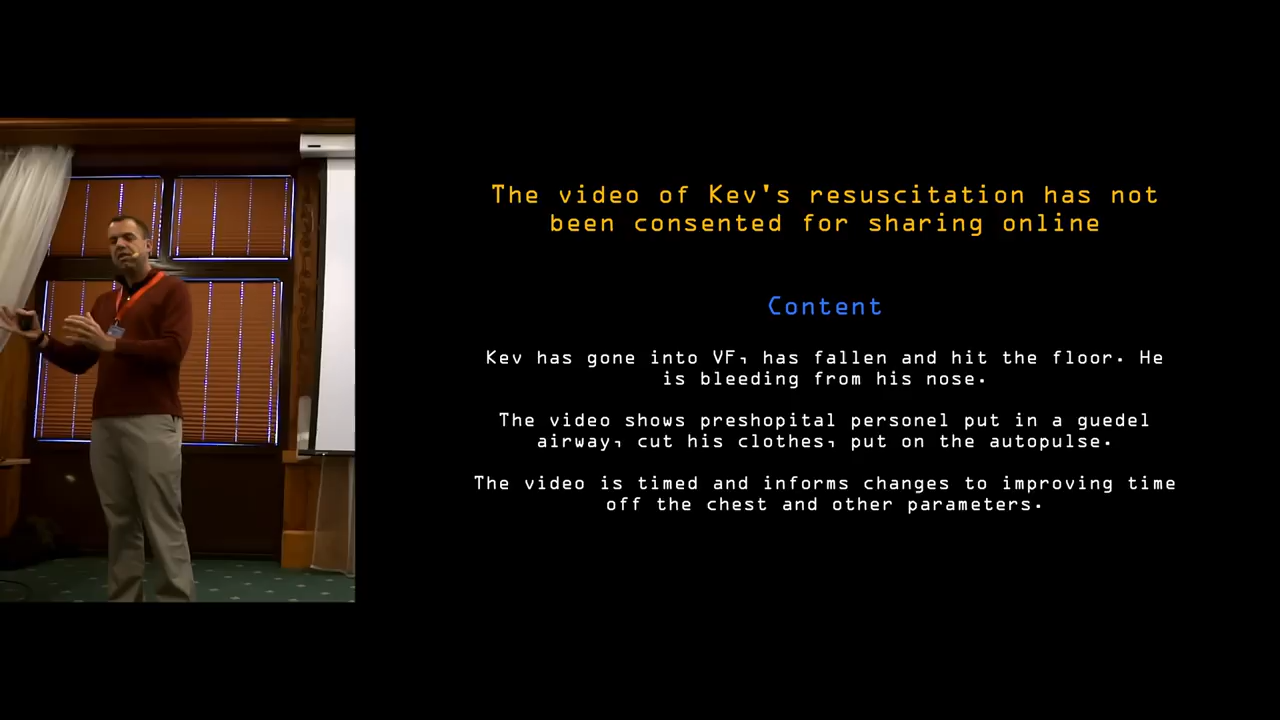 The video of Kev's resuscitation has not
been consented for sharing online
Content
Kev has gone into VF, has fallen and hit the floor. He
is bleeding from his nose.
The video shows preshopital personel put in a guedel
airway, cut his clothes, put on the autopulse.
The video is timed and informs changes to improving time
off the chest and other parameters.